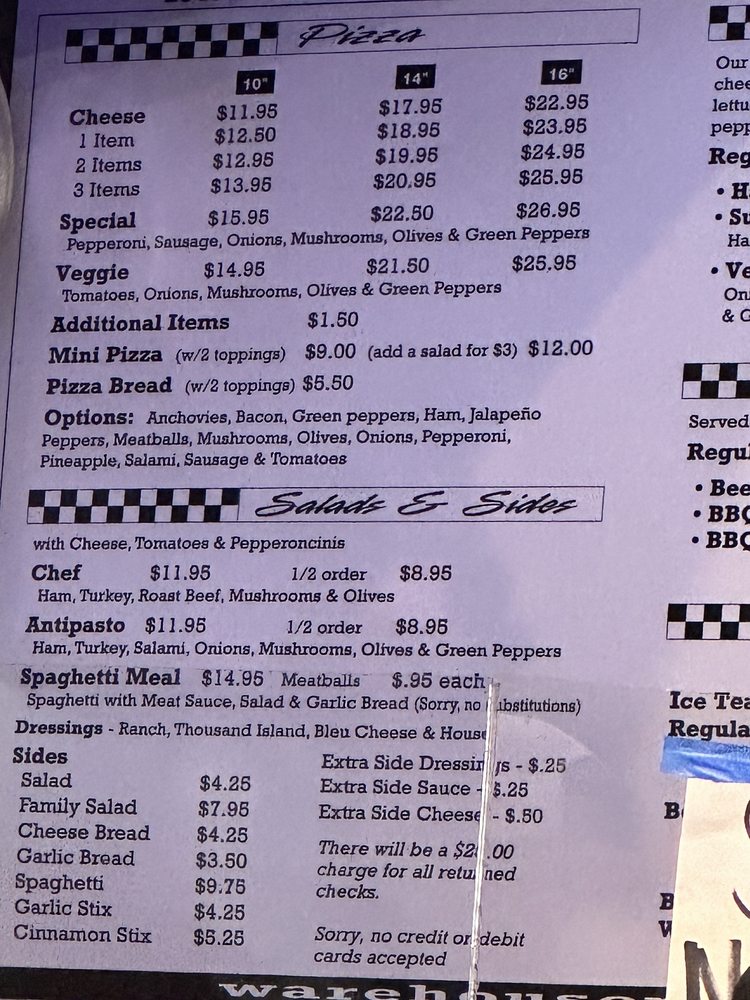 Pizza
10" 14" 16"
Cheese $11.95 $17.95 $22.95
1 Item $12.50 $18.95 $23.95
2 Items $12.95 $19.95 $24.95
3 Items $13.95 $20.95 $25.95
Special $15.95 $22.50 $26.95
Pepperoni, Sausage, Onions, Mushrooms, Olives & Green Peppers
Veggie $14.95 $21.50 $25.95
Tomatoes, Onions, Mushrooms, Olives & Green Peppers
Additional Items $1.50
Mini Pizza (w/2 toppings) $9.00 (add a salad for $3) $12.00
Pizza Bread (w/2 toppings) $5.50
Options: Anchovies, Bacon, Green peppers, Ham, Jalapeño
Peppers, Meatballs, Mushrooms, Olives, Onions, Pepperoni,
Pineapple, Salami, Sausage & Tomatoes
Salads & Sides
with Cheese, Tomatoes & Pepperoncinis
Chef $11.95 1/2 order $8.95
Ham, Turkey, Roast Beef, Mushrooms & Olives
Antipasto $11.95 1/2 order $8.95
Ham, Turkey, Salami, Onions, Mushrooms, Olives & Green Peppers
Spaghetti Meal $14.95 Meatballs $.95 each
Spaghetti with Meat Sauce, Salad & Garlic Bread (Sorry, no substitutions)
Dressings - Ranch, Thousand Island, Bleu Cheese & House
Sides
Salad $4.25
Family Salad $7.95
Cheese Bread $4.25
Garlic Bread $3.50
Spaghetti $9.75
Garlic Stix $4.25
Cinnamon Stix $5.25
Extra Side Dressings - $.25
Extra Side Sauce - $.25
Extra Side Cheese - $.50
There will be a
charge for all returned
checks.
Sorry, no credit or debit
cards accepted
warehouse
Our
Reg
Served
• Bee
• BBQ
• BBQ
Ice Tea